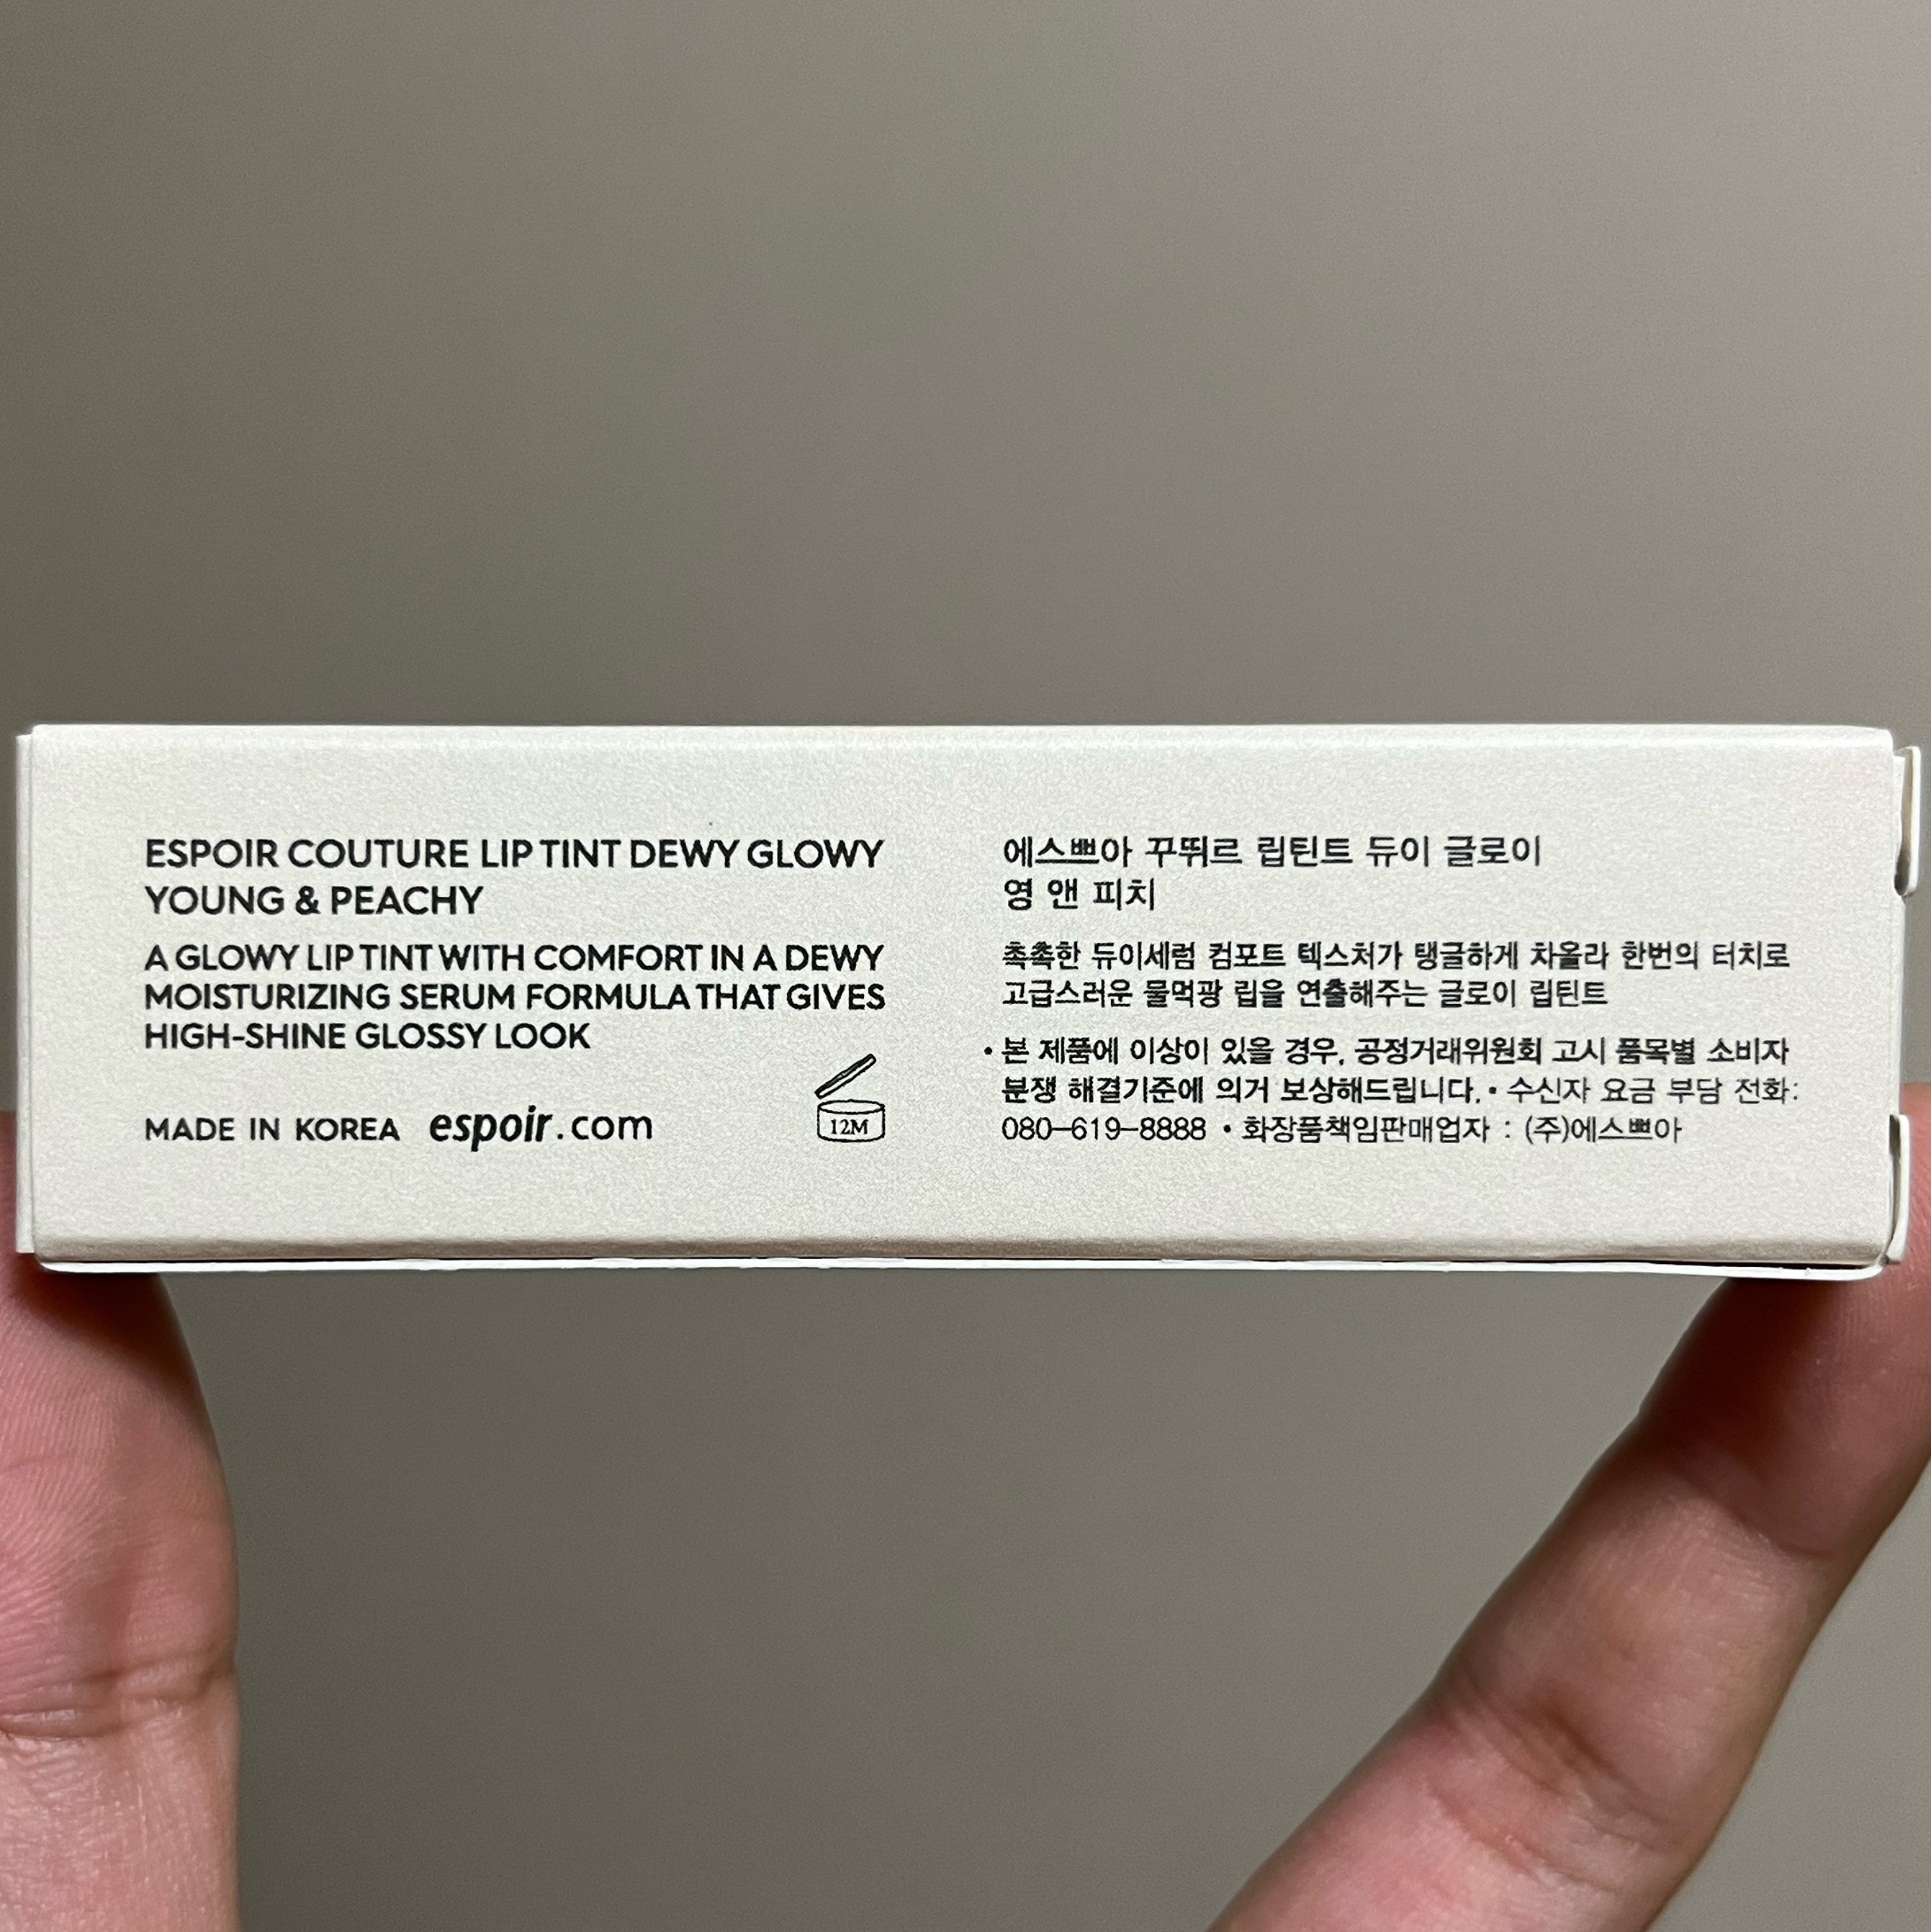 ESPOIR COUTURE LIP TINT DEWY GLOWY
YOUNG & PEACHY
A GLOWY LIP TINT WITH COMFORT IN A DEWY
MOISTURIZING SERUM FORMULA THAT GIVES
HIGH-SHINE GLOSSY LOOK
MADE IN KOREA espoir.com
12M
에스쁘아 꾸뛰르 립틴트 듀이 글로이
영 앤 피치
촉촉한 듀이세럼 컴포트 텍스처가 탱글하게 차올라 한번의 터치로
고급스러운 물먹광 립을 연출해주는 글로이 립틴트
• 본 제품에 이상이 있을 경우, 공정거래위원회 고시 품목별 소비자
분쟁 해결기준에 의거 보상해드립니다. • 수신자 요금 부담 전화:
080-619-8888 • 화장품책임판매업자 : (주)에스쁘아